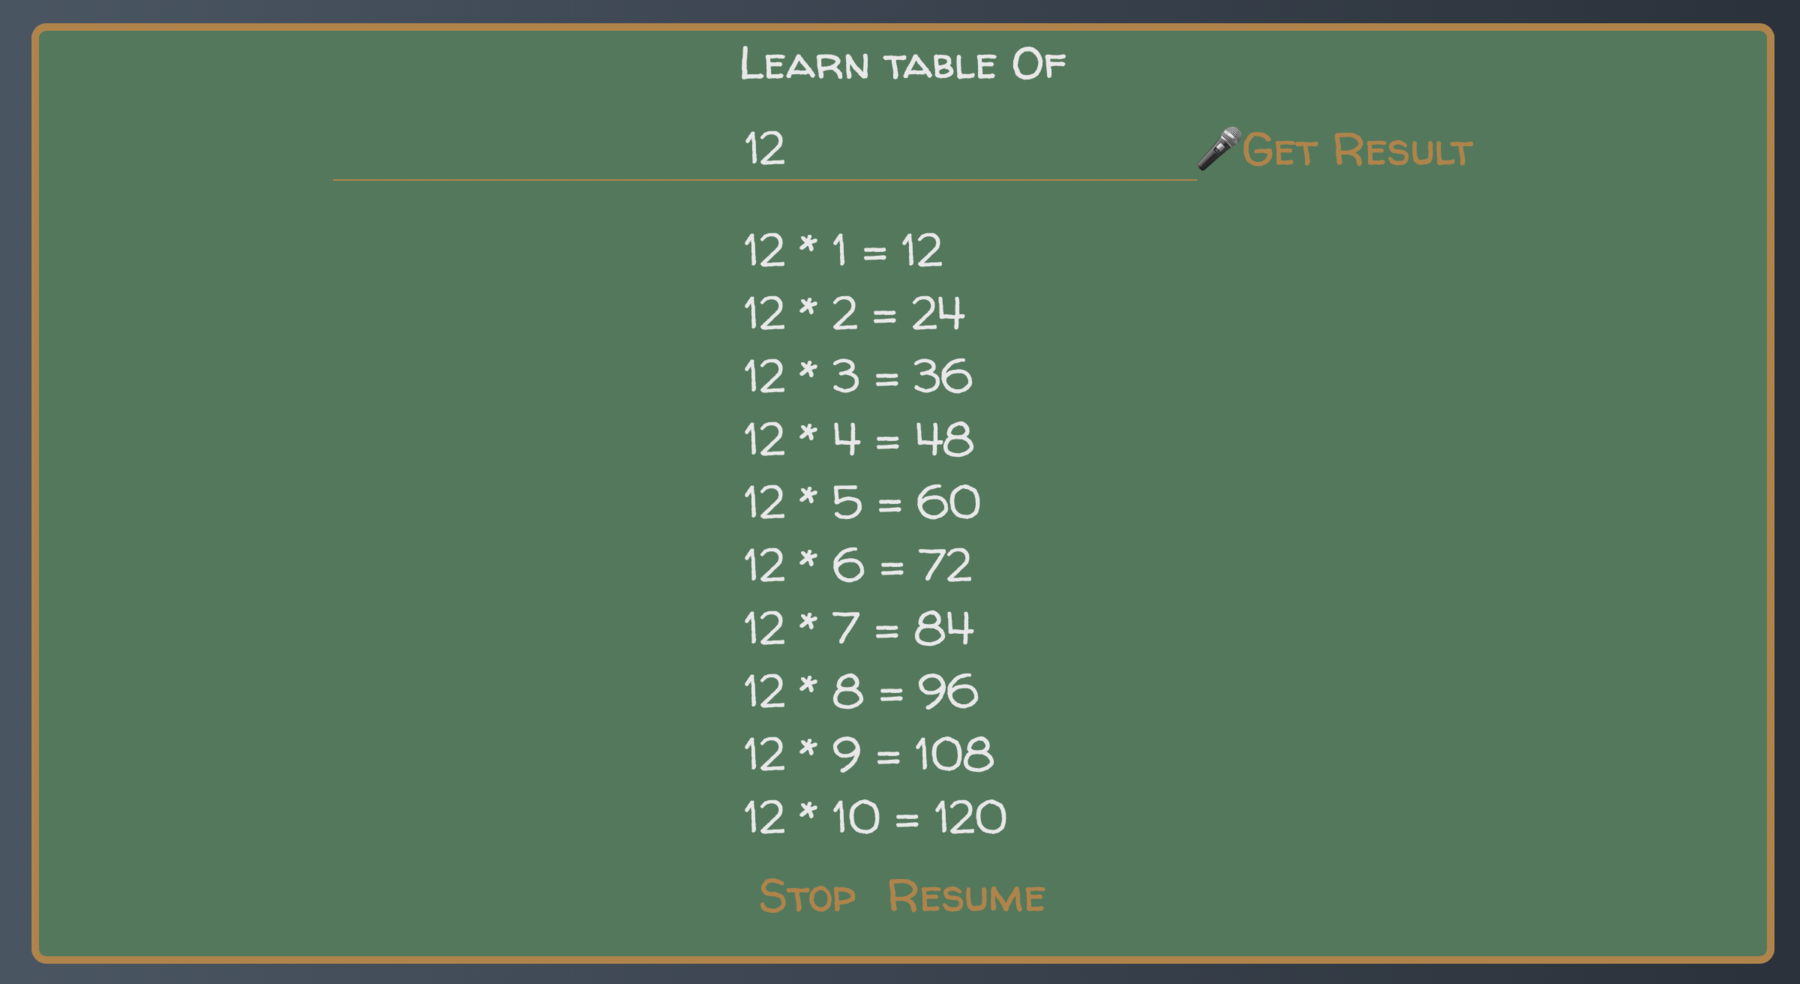 Learn table Of
12
🎤Get Result
12 * 1 = 12
12 * 2 = 24
12 * 3 = 36
12 * 4 = 48
12 * 5 = 60
12 * 6 = 72
12 * 7 = 84
12 * 8 = 96
12 * 9 = 108
12 * 10 = 120
Stop Resume